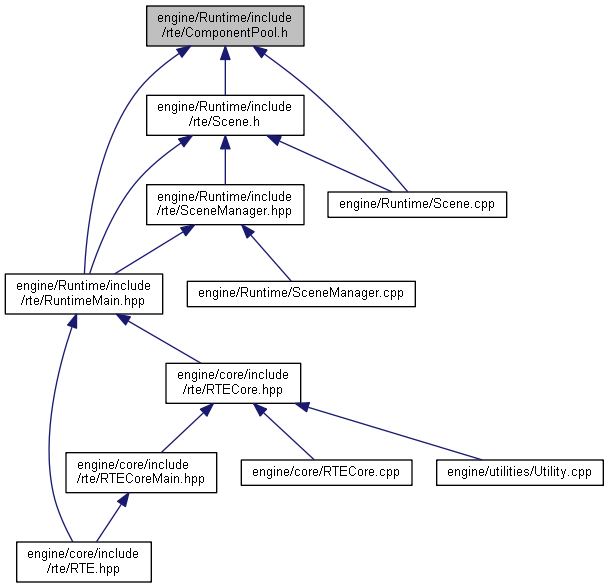 engine/Runtime/include
/rte/ComponentPool.h
engine/Runtime/include
/rte/Scene.h
engine/Runtime/include
/rte/SceneManager.hpp
engine/Runtime/Scene.cpp
engine/Runtime/include
/rte/RuntimeMain.hpp
engine/Runtime/SceneManager.cpp
engine/core/include
/rte/RTECore.hpp
engine/core/include
/rte/RTECoreMain.hpp
engine/core/RTECore.cpp
engine/utilities/Utility.cpp
engine/core/include
/rte/RTE.hpp